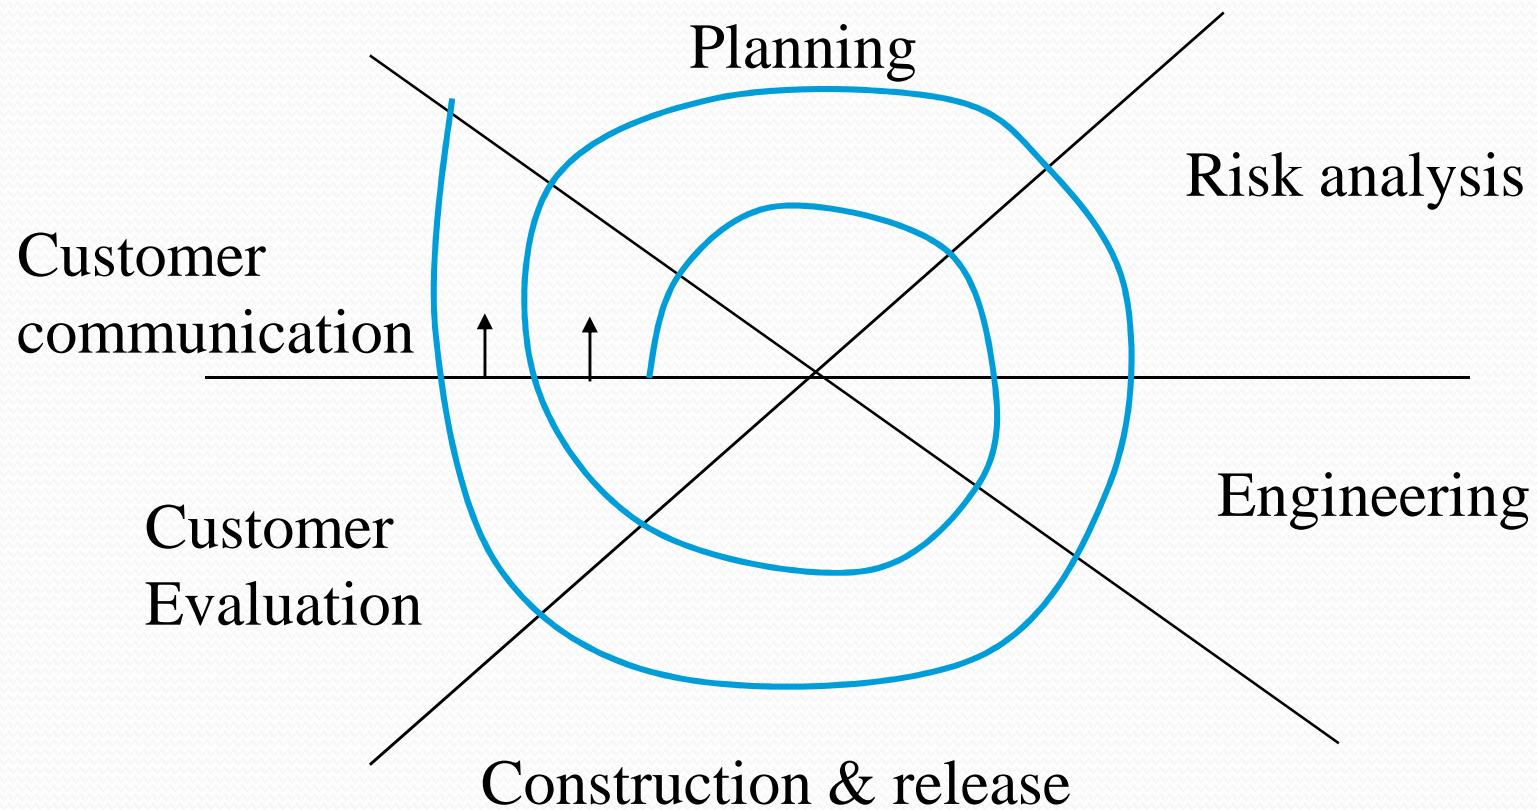 Planning
Risk analysis
Customer
communication
Engineering
Customer
Evaluation
Construction & release